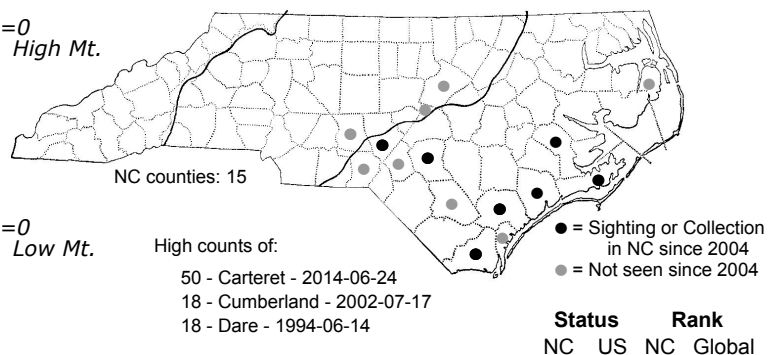 =0
High Mt.
NC counties: 15
=0
Low Mt.
High counts of:
50 - Carteret - 2014-06-24
18 - Cumberland - 2002-07-17
18 - Dare - 1994-06-14
= Sighting or Collection
in NC since 2004
= Not seen since 2004
Status Rank
NC US NC Global